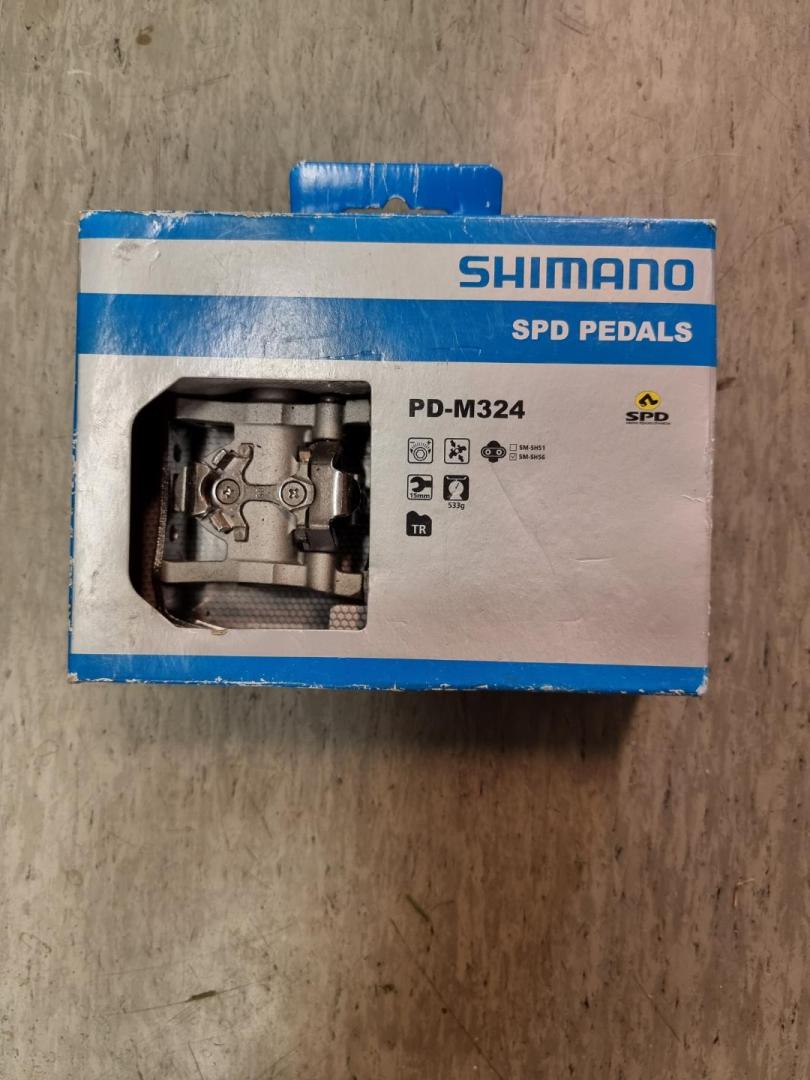 SHIMANO
SPD PEDALS
PD-M324
SPD
SM-SH51
SM-SH56
15mm
533g
TR